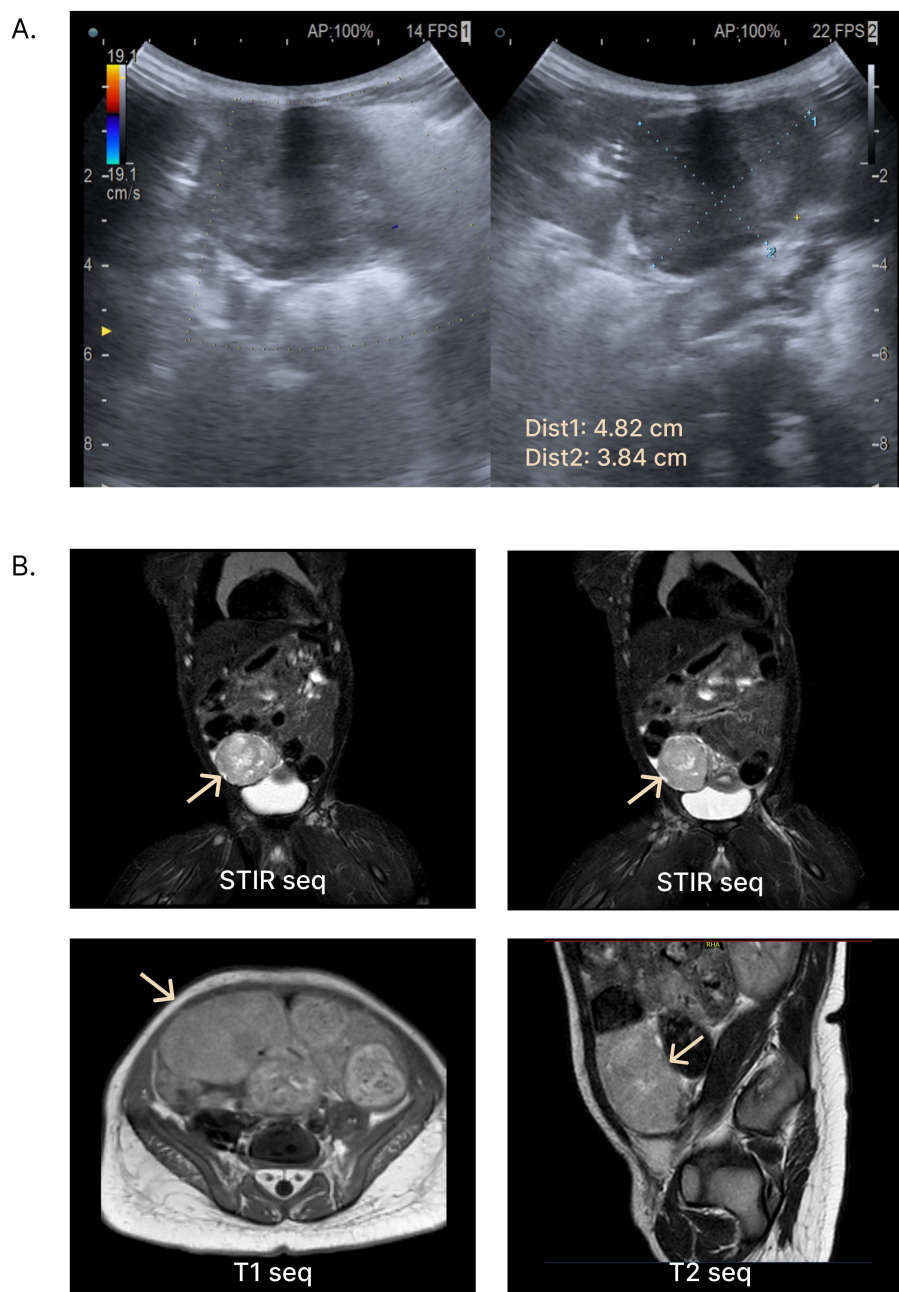 A.
AP:100% 14 FPS 1
AP:100% 22 FPS 2
19.1
-19.1
cm/s
2
4
6
8
1
2
-2
-4
-6
-8
Dist1: 4.82 cm
Dist2: 3.84 cm
B.
STIR seq
STIR seq
T1 seq
RHA
T2 seq